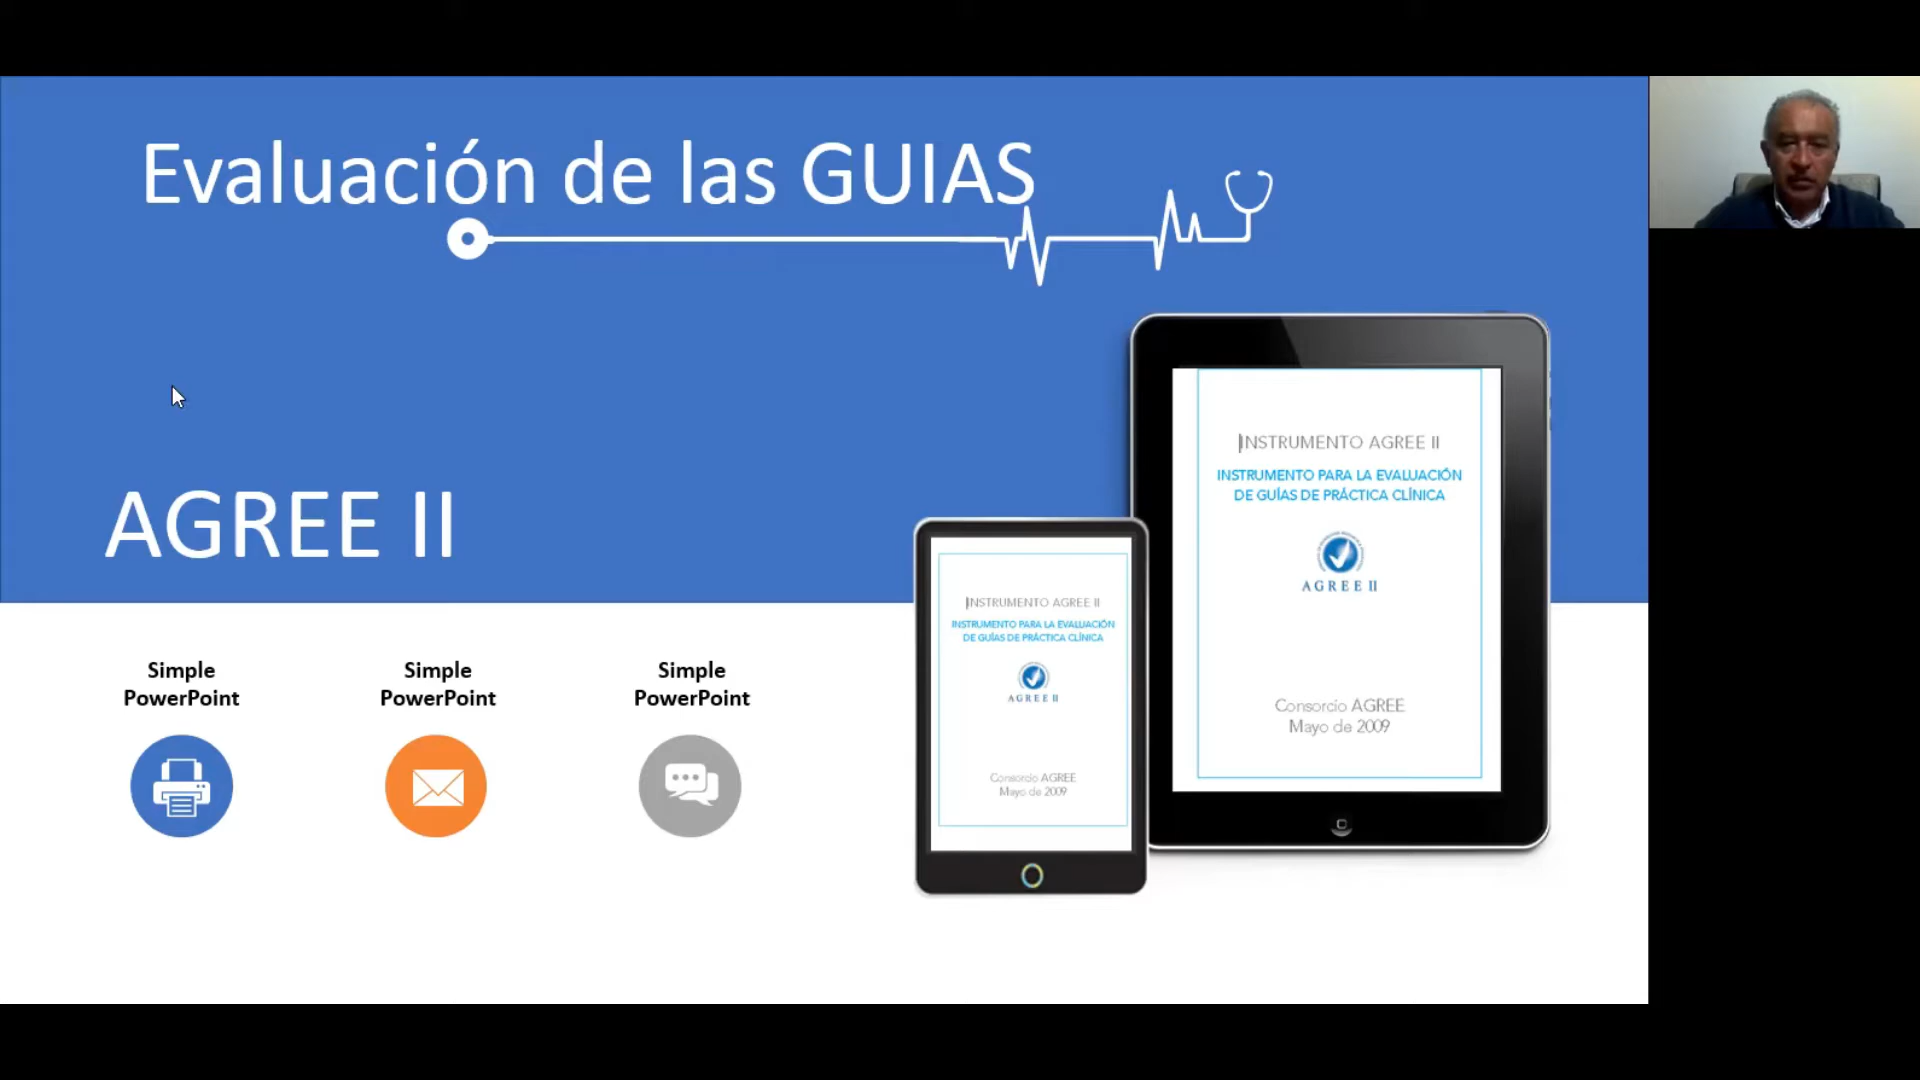 Evaluación de las GUIAS
AGREE II
Simple
PowerPoint
Simple
PowerPoint
Simple
PowerPoint
INSTRUMENTO AGREE II
INSTRUMENTO PARA LA EVALUACIÓN
DE GUÍAS DE PRÁCTICA CLÍNICA
AGREE II
Consorcio AGREE
Mayo de 2009
INSTRUMENTO AGREE II
INSTRUMENTO PARA LA EVALUACIÓN
DE GUÍAS DE PRÁCTICA CLÍNICA
AGREE II
Consorcio AGREE
Mayo de 2009